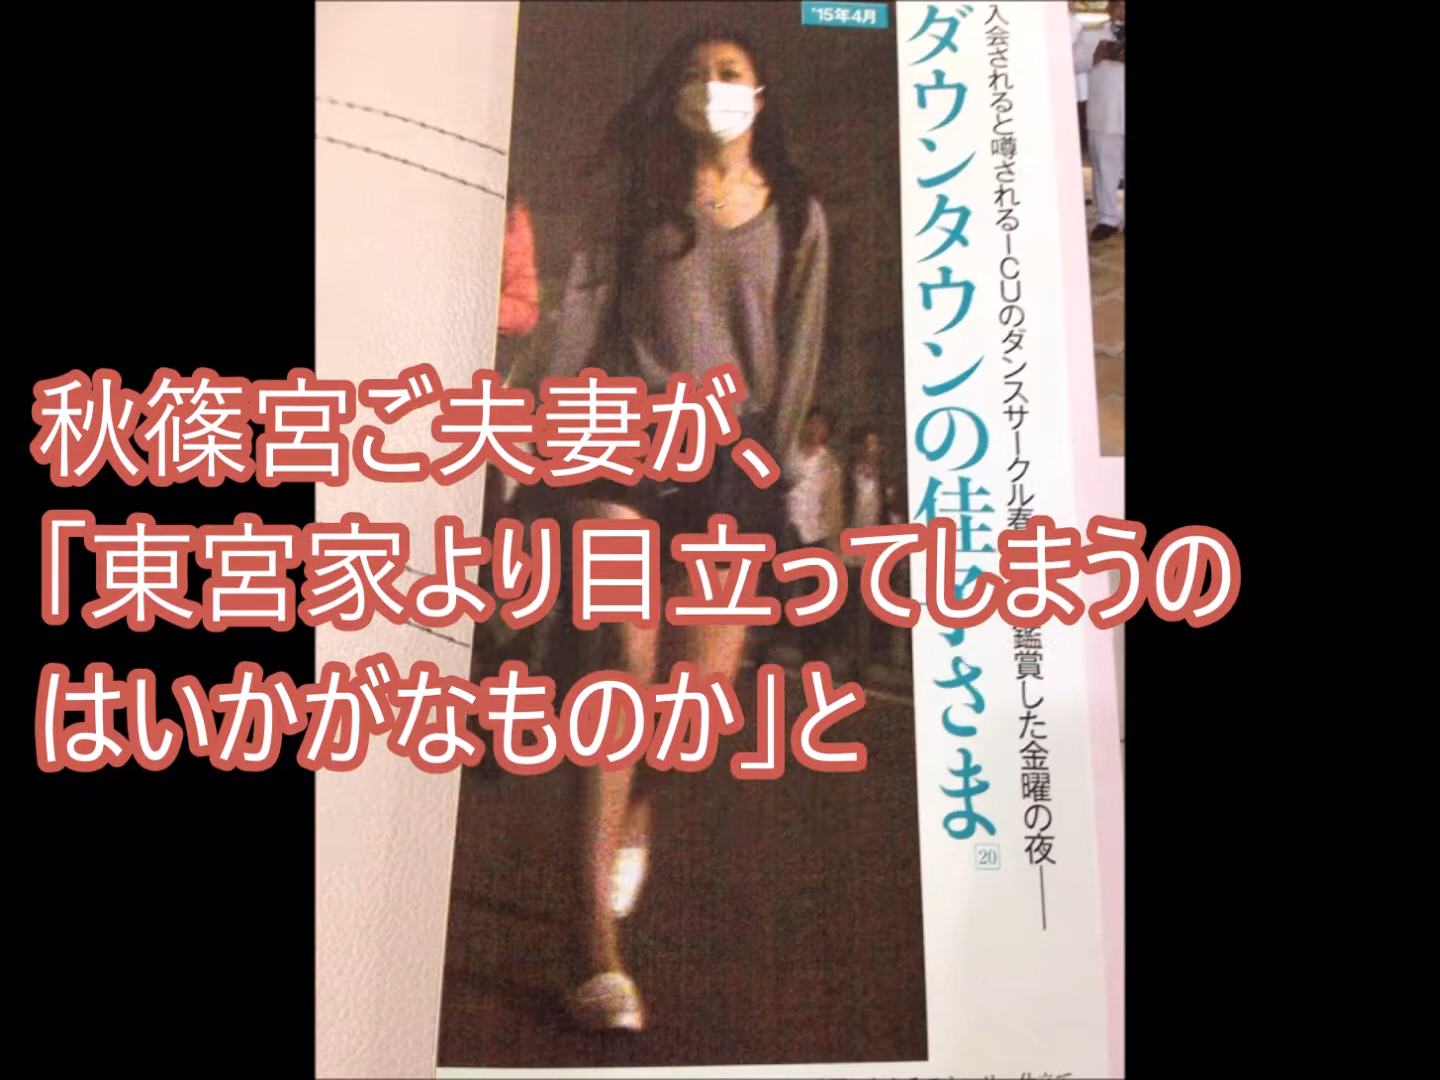 '15年4月
入会されると噂されるICUのダンスサークル春
鑑賞した金曜の夜――
ダウンタウンの佳子さま
20
秋篠宮ご夫妻が、
「東宮家より目立ってしまうの
はいかがなものか」と